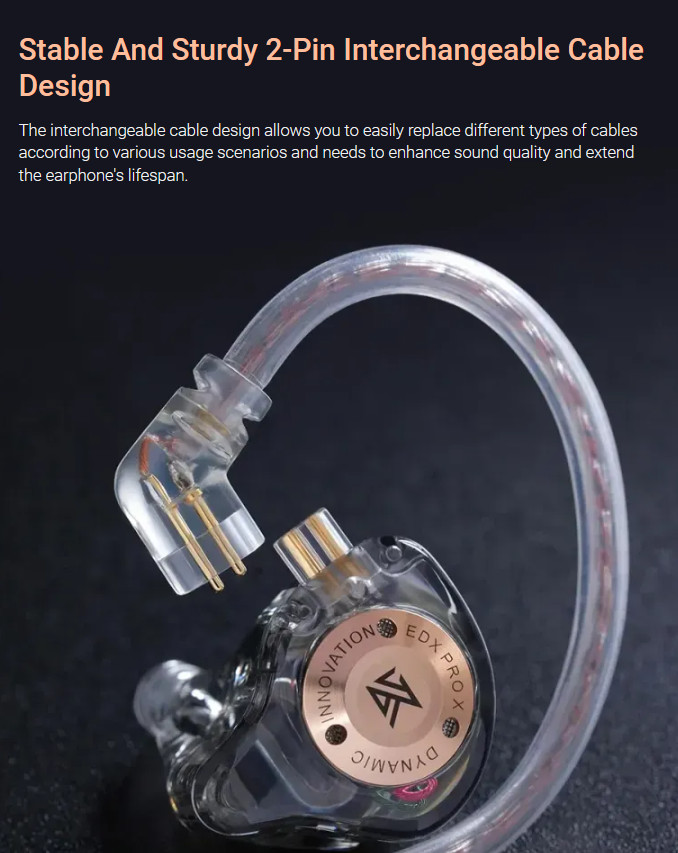 Stable And Sturdy 2-Pin Interchangeable Cable
Design
The interchangeable cable design allows you to easily replace different types of cables
according to various usage scenarios and needs to enhance sound quality and extend
the earphone's lifespan.
INNOVATION
EDX PRO X
DYNAMIC